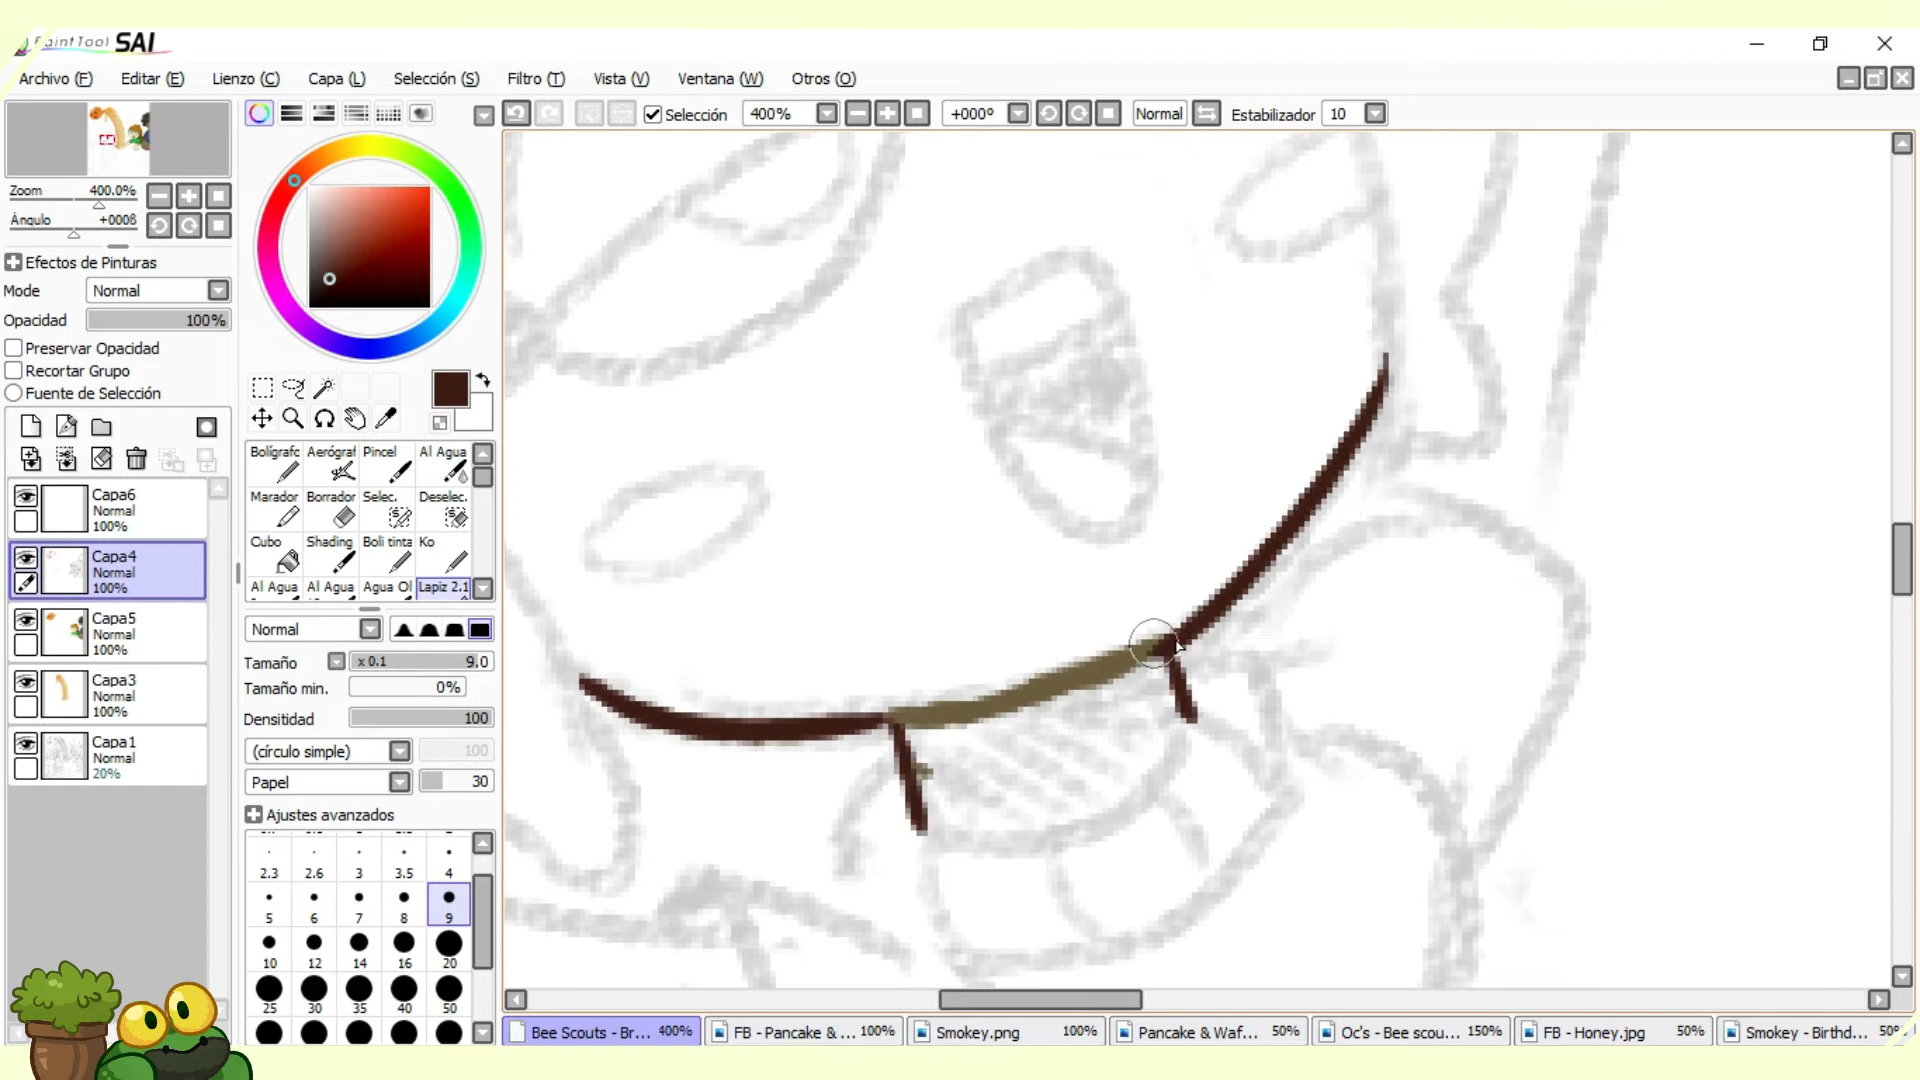 PaintTool SAI
Archivo (F) Editar (E) Lienzo (C) Capa (L) Selección (S) Filtro (T) Vista (V) Ventana (W) Otros (O)
Selección 400% +000º Normal Estabilizador 10
Zoom 400.0%
Ángulo +000ß
Efectos de Pinturas
Mode Normal
Opacidad 100%
Preservar Opacidad
Recortar Grupo
Fuente de Selección
Capa6
Normal
100%
Capa4
Normal
100%
Capa5
Normal
100%
Capa3
Normal
100%
Capa1
Normal
20%
Bolígrafo Aerógraf Pincel Al Agua
Marador Borrador Selec. Deselec.
Cubo Shading Boli tinta Ko
Al Agua Al Agua Agua Ol Lapiz 2.1
Normal
Tamaño x 0.1 9.0
Tamaño min. 0%
Densitidad 100
(círculo simple) 100
Papel 30
Ajustes avanzados
2.3 2.6 3 3.5 4
5 6 7 8 9
10 12 14 16 20
25 30 35 40 50
Bee Scouts - Br... 400% FB - Pancake & ... 100% Smokey.png 100% Pancake & Waf... 50% Oc's - Bee scou... 150% FB - Honey.jpg 50% Smokey - Birthd... 50%